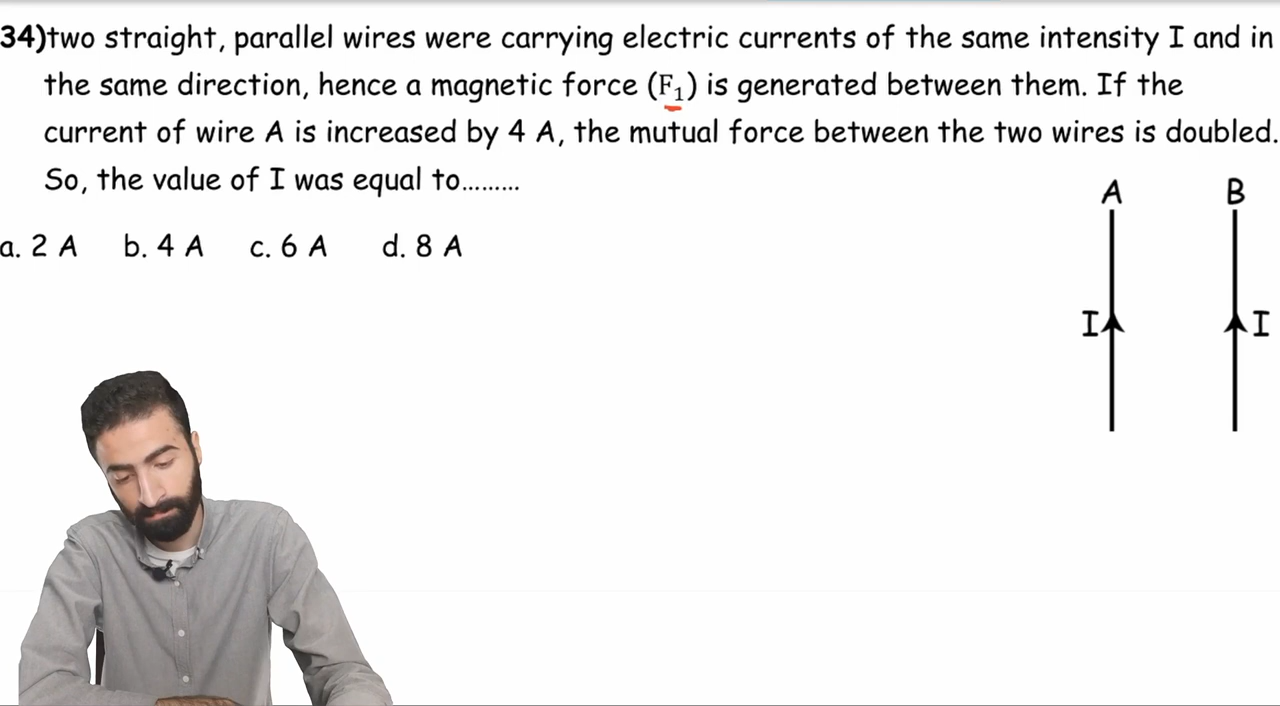 34)two straight, parallel wires were carrying electric currents of the same intensity I and in
the same direction, hence a magnetic force (F₁) is generated between them. If the
current of wire A is increased by 4 A, the mutual force between the two wires is doubled.
So, the value of I was equal to.........
a. 2 A b. 4 A c. 6 A d. 8 A
A B
I I